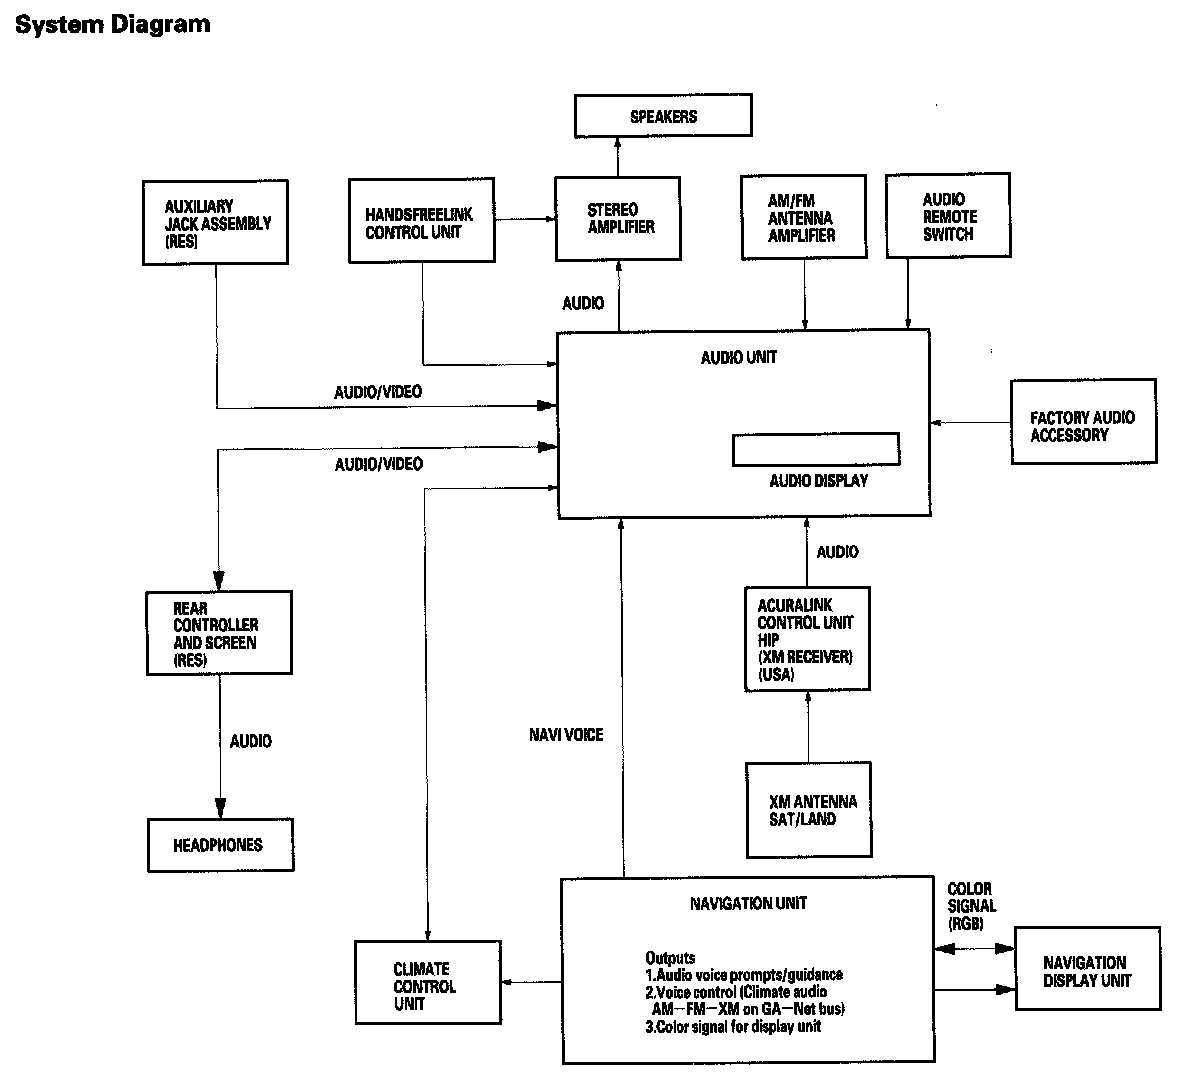 System Diagram
SPEAKERS
AUXILIARY
JACK ASSEMBLY
(RES)
HANDSFREELINK
CONTROL UNIT
STEREO
AMPLIFIER
AM/FM
ANTENNA
AMPLIFIER
AUDIO
REMOTE
SWITCH
AUDIO
AUDIO UNIT
AUDIO/VIDEO
FACTORY AUDIO
ACCESSORY
AUDIO/VIDEO
AUDIO DISPLAY
AUDIO
REAR
CONTROLLER
AND SCREEN
(RES)
ACURALINK
CONTROL UNIT
HIP
(XM RECEIVER)
(USA)
AUDIO
NAVI VOICE
XM ANTENNA
SAT/LAND
HEADPHONES
NAVIGATION UNIT
COLOR
SIGNAL
(RGB)
CLIMATE
CONTROL
UNIT
Outputs
1.Audio voice prompts/guidance
2.Voice control (Climate audio
AM—FM—XM on GA—Net bus)
3.Color signal for display unit
NAVIGATION
DISPLAY UNIT